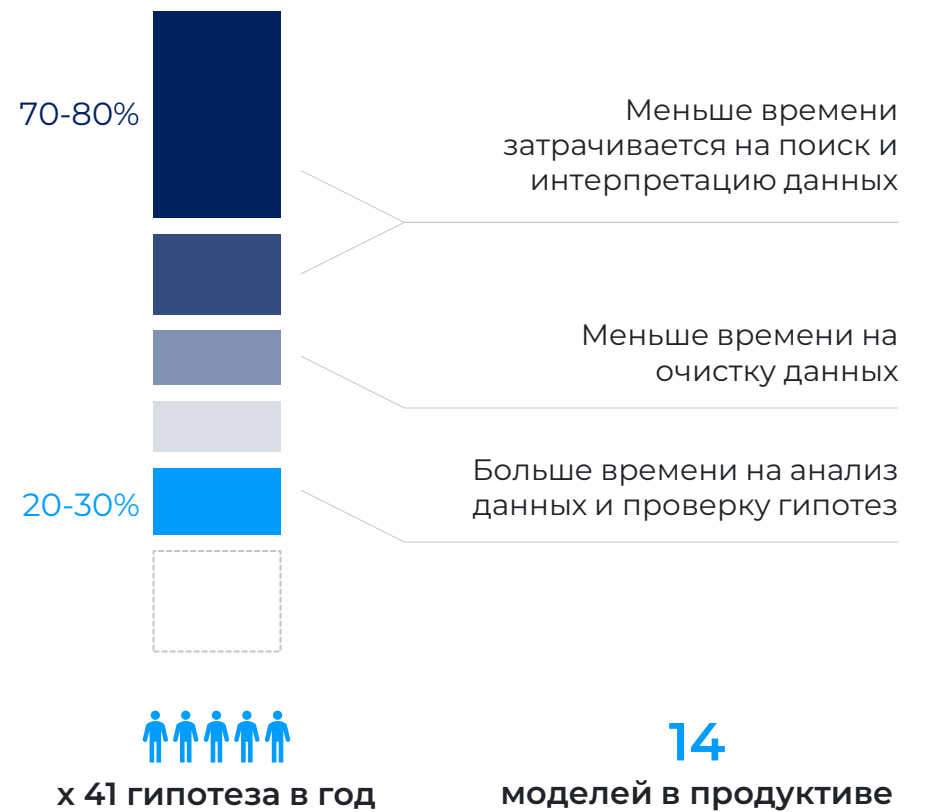 70-80%
Меньше времени
затрачивается на поиск и
интерпретацию данных
Меньше времени на
очистку данных
20-30%
Больше времени на анализ
данных и проверку гипотез
х 41 гипотеза в год
14
моделей в продуктиве